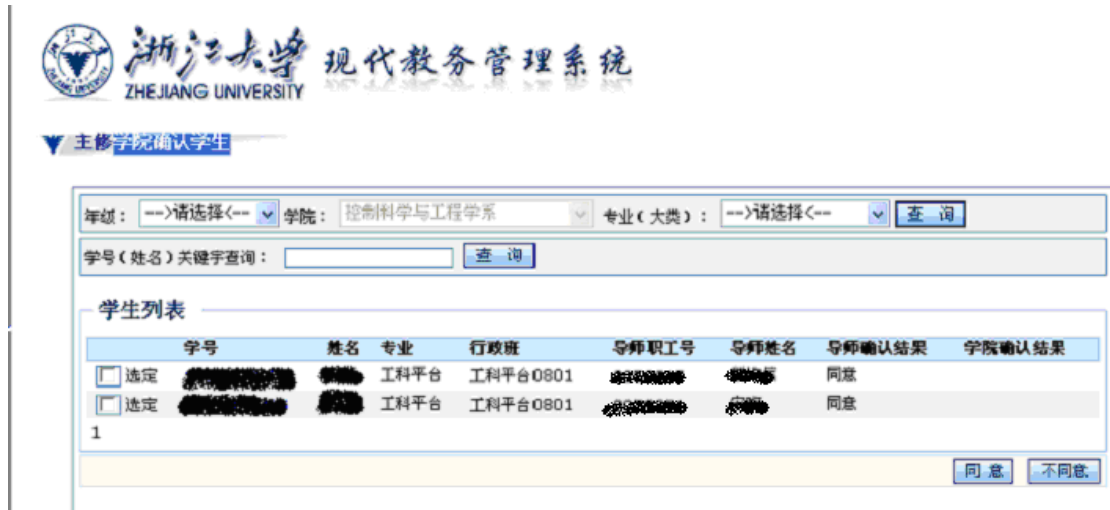 浙江大学 现代教务管理系统
ZHEJIANG UNIVERSITY
主修学院确认学生
年级： -->请选择<-- 学院： 控制科学与工程学系 专业（大类）： -->请选择<-- 查 询
学号（姓名）关键字查询： 查 询
学生列表
学号 姓名 专业 行政班 导师职工号 导师姓名 导师确认结果 学院确认结果
选定 工科平台 工科平台0801 同意
选定 工科平台 工科平台0801 同意
1
同 意 不同意